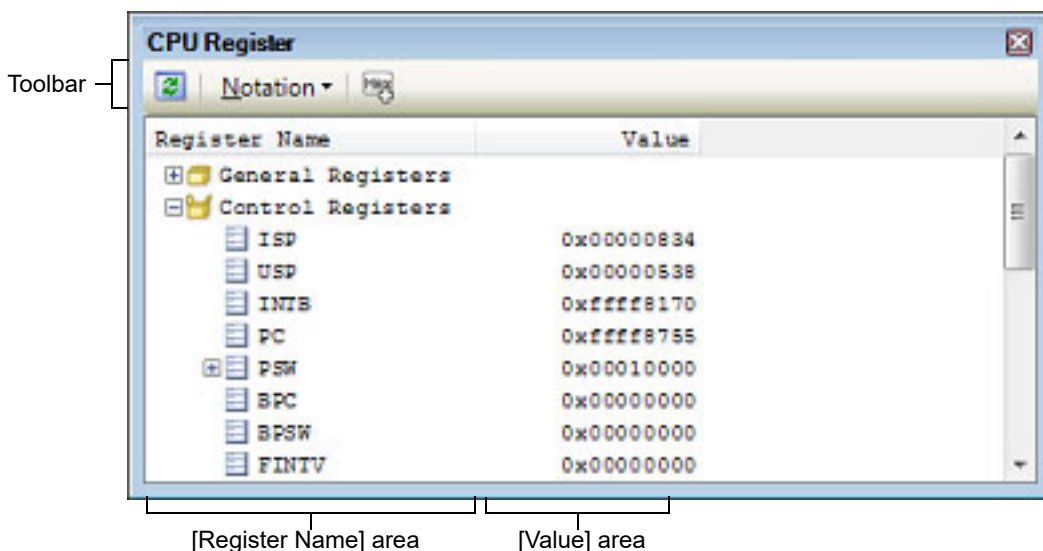 CPU Register
Toolbar
Notation
Hex
Register Name Value
General Registers
Control Registers
ISP 0x00000834
USP 0x00000538
INTB 0xffff8170
PC 0xffff8755
PSW 0x00010000
BPC 0x00000000
BPSW 0x00000000
FINTV 0x00000000
[Register Name] area [Value] area